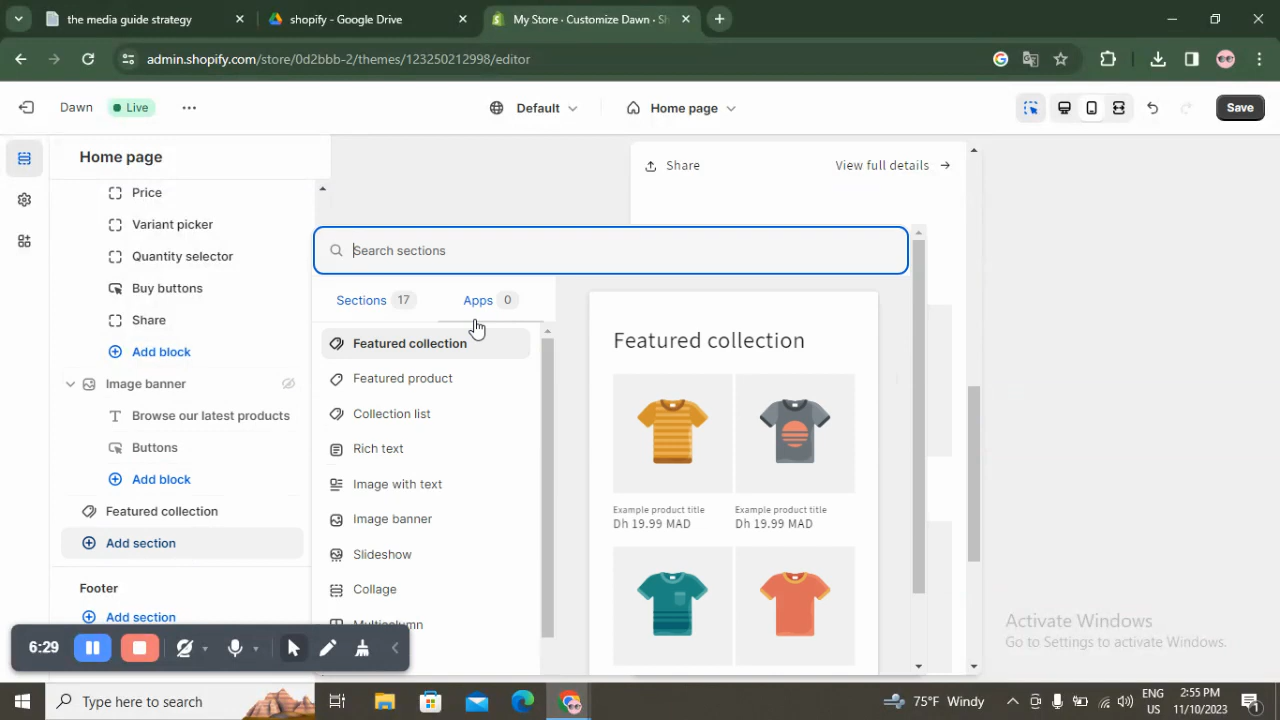 the media guide strategy
shopify - Google Drive
My Store · Customize Dawn · Sh
admin.shopify.com/store/0d2bbb-2/themes/123250212998/editor
Dawn
Live
Default
Home page
Save
Home page
Price
Variant picker
Quantity selector
Buy buttons
Share
Add block
Image banner
Browse our latest products
Buttons
Add block
Featured collection
Add section
Footer
Add section
Share
View full details
Search sections
Sections 17
Apps 0
Featured collection
Featured product
Collection list
Rich text
Image with text
Image banner
Slideshow
Collage
Multicolumn
Featured collection
Example product title
Dh 19.99 MAD
Example product title
Dh 19.99 MAD
Activate Windows
Go to Settings to activate Windows.
6:29
Type here to search
75°F Windy
ENG
US
2:55 PM
11/10/2023
1